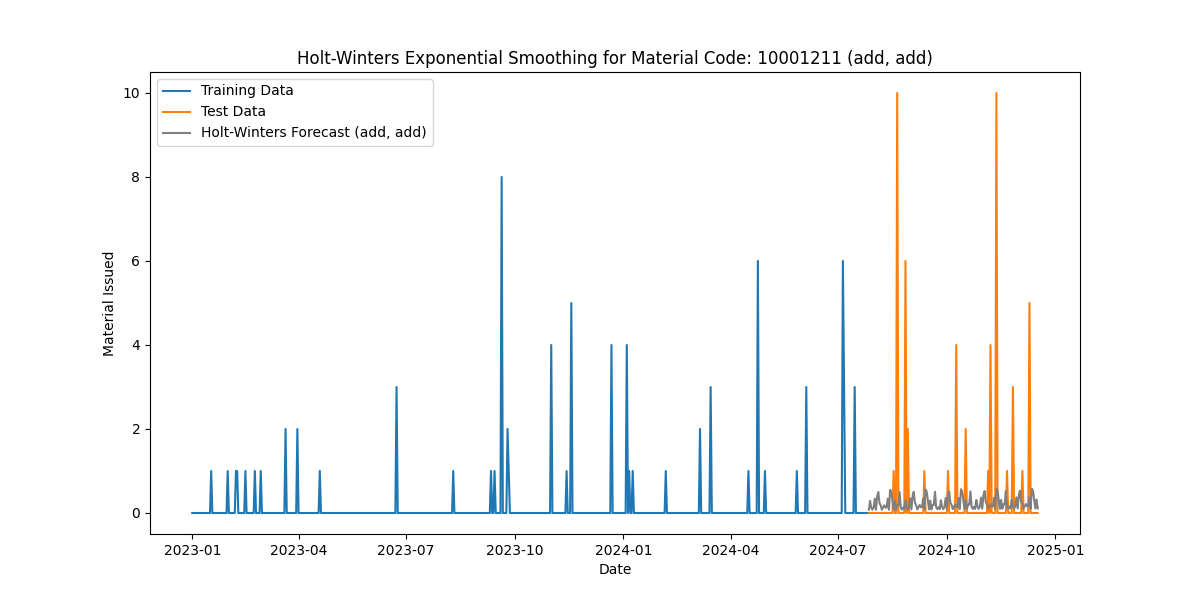 Holt-Winters Exponential Smoothing for Material Code: 10001211 (add, add)
Training Data
Test Data
Holt-Winters Forecast (add, add)
10
8
6
4
2
0
Material Issued
2023-01 2023-04 2023-07 2023-10 2024-01 2024-04 2024-07 2024-10 2025-01
Date